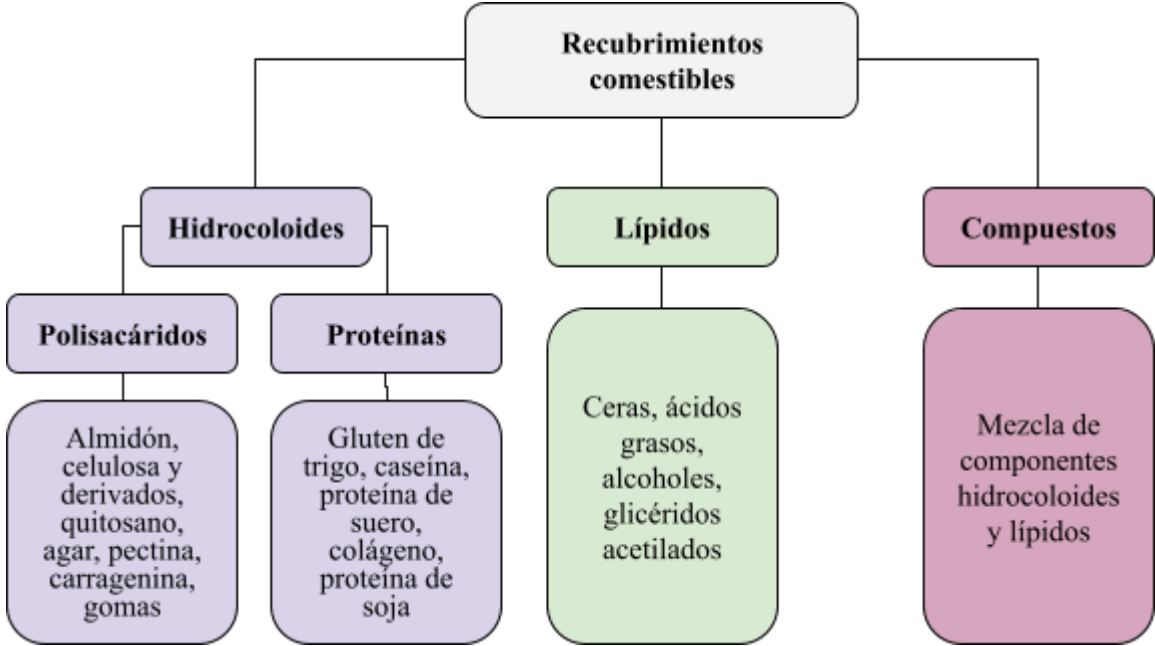 Recubrimientos
comestibles
Hidrocoloides
Lípidos
Compuestos
Polisacáridos
Proteínas
Almidón,
celulosa y
derivados,
quitosano,
agar, pectina,
carragenina,
gomas
Gluten de
trigo, caseína,
proteína de
suero,
colágeno,
proteína de
soja
Ceras, ácidos
grasos,
alcoholes,
glicéridos
acetilados
Mezcla de
componentes
hidrocoloides
y lípidos